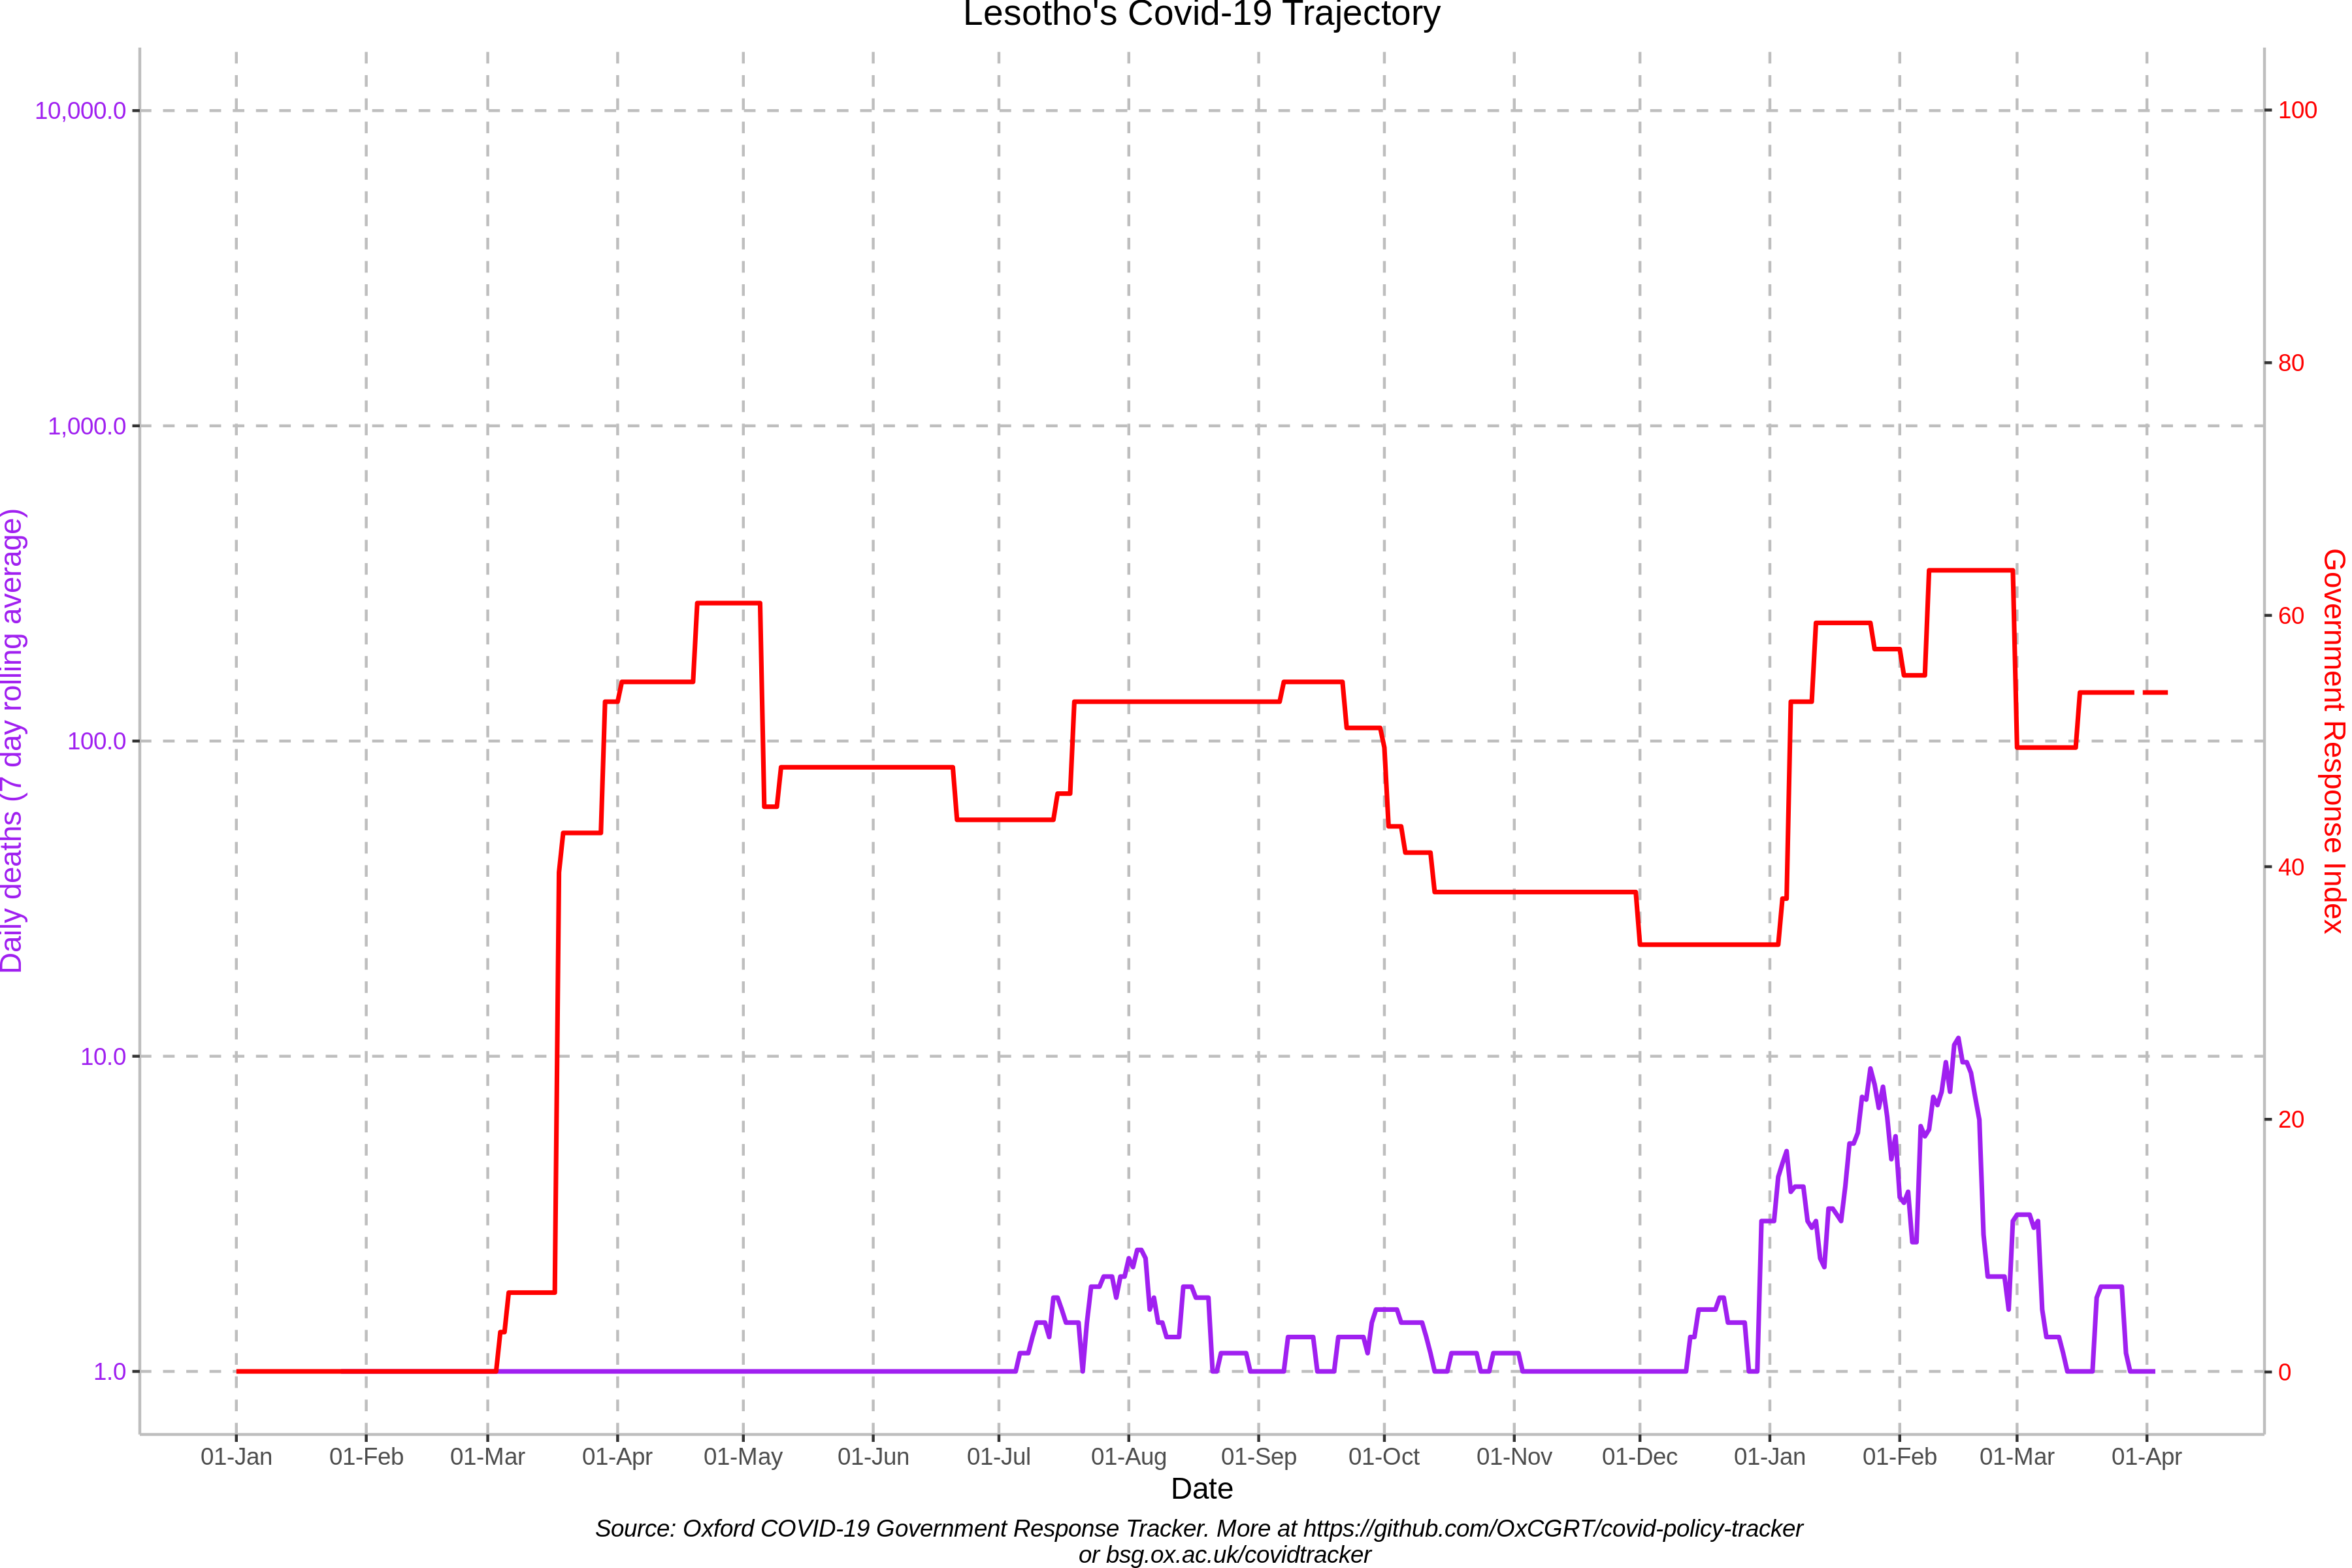 Lesotho's Covid-19 Trajectory
10,000.0
1,000.0
100.0
10.0
1.0
Daily deaths (7 day rolling average)
100
80
60
40
20
0
Government Response Index
01-Jan 01-Feb 01-Mar 01-Apr 01-May 01-Jun 01-Jul 01-Aug 01-Sep 01-Oct 01-Nov 01-Dec 01-Jan 01-Feb 01-Mar 01-Apr
Date
Source: Oxford COVID-19 Government Response Tracker. More at https://github.com/OxCGRT/covid-policy-tracker
or bsg.ox.ac.uk/covidtracker